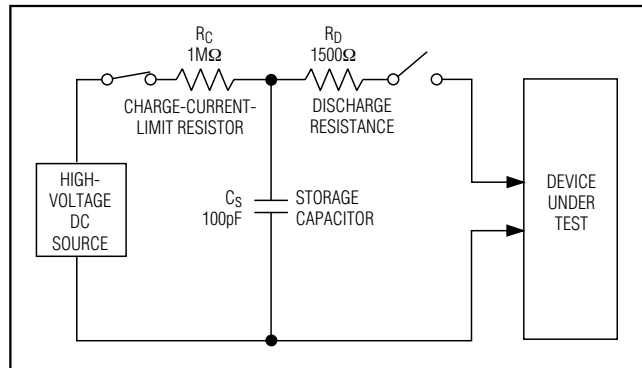 R_C
1MΩ
CHARGE-CURRENT-
LIMIT RESISTOR
R_D
1500Ω
DISCHARGE
RESISTANCE
HIGH-
VOLTAGE
DC
SOURCE
C_S
100pF
STORAGE
CAPACITOR
DEVICE
UNDER
TEST